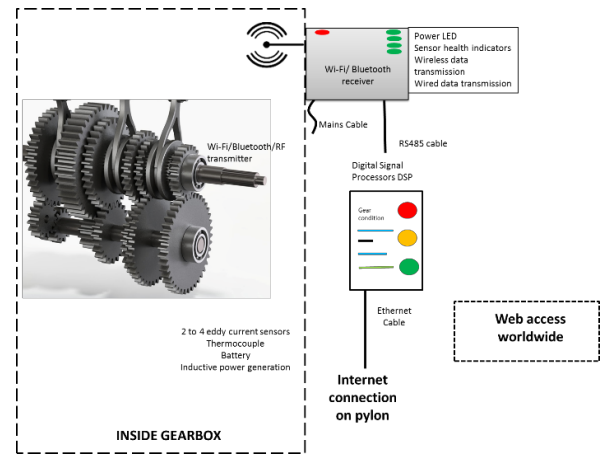 Power LED
Sensor health indicators
Wireless data
transmission
Wired data transmission
Wi-Fi/ Bluetooth
receiver
Mains Cable
RS485 cable
Wi-Fi/Bluetooth/RF
transmitter
Digital Signal
Processors DSP
Gear
condition
2 to 4 eddy current sensors
Thermocouple
Battery
Inductive power generation
Ethernet
Cable
Web access
worldwide
Internet
connection
on pylon
INSIDE GEARBOX